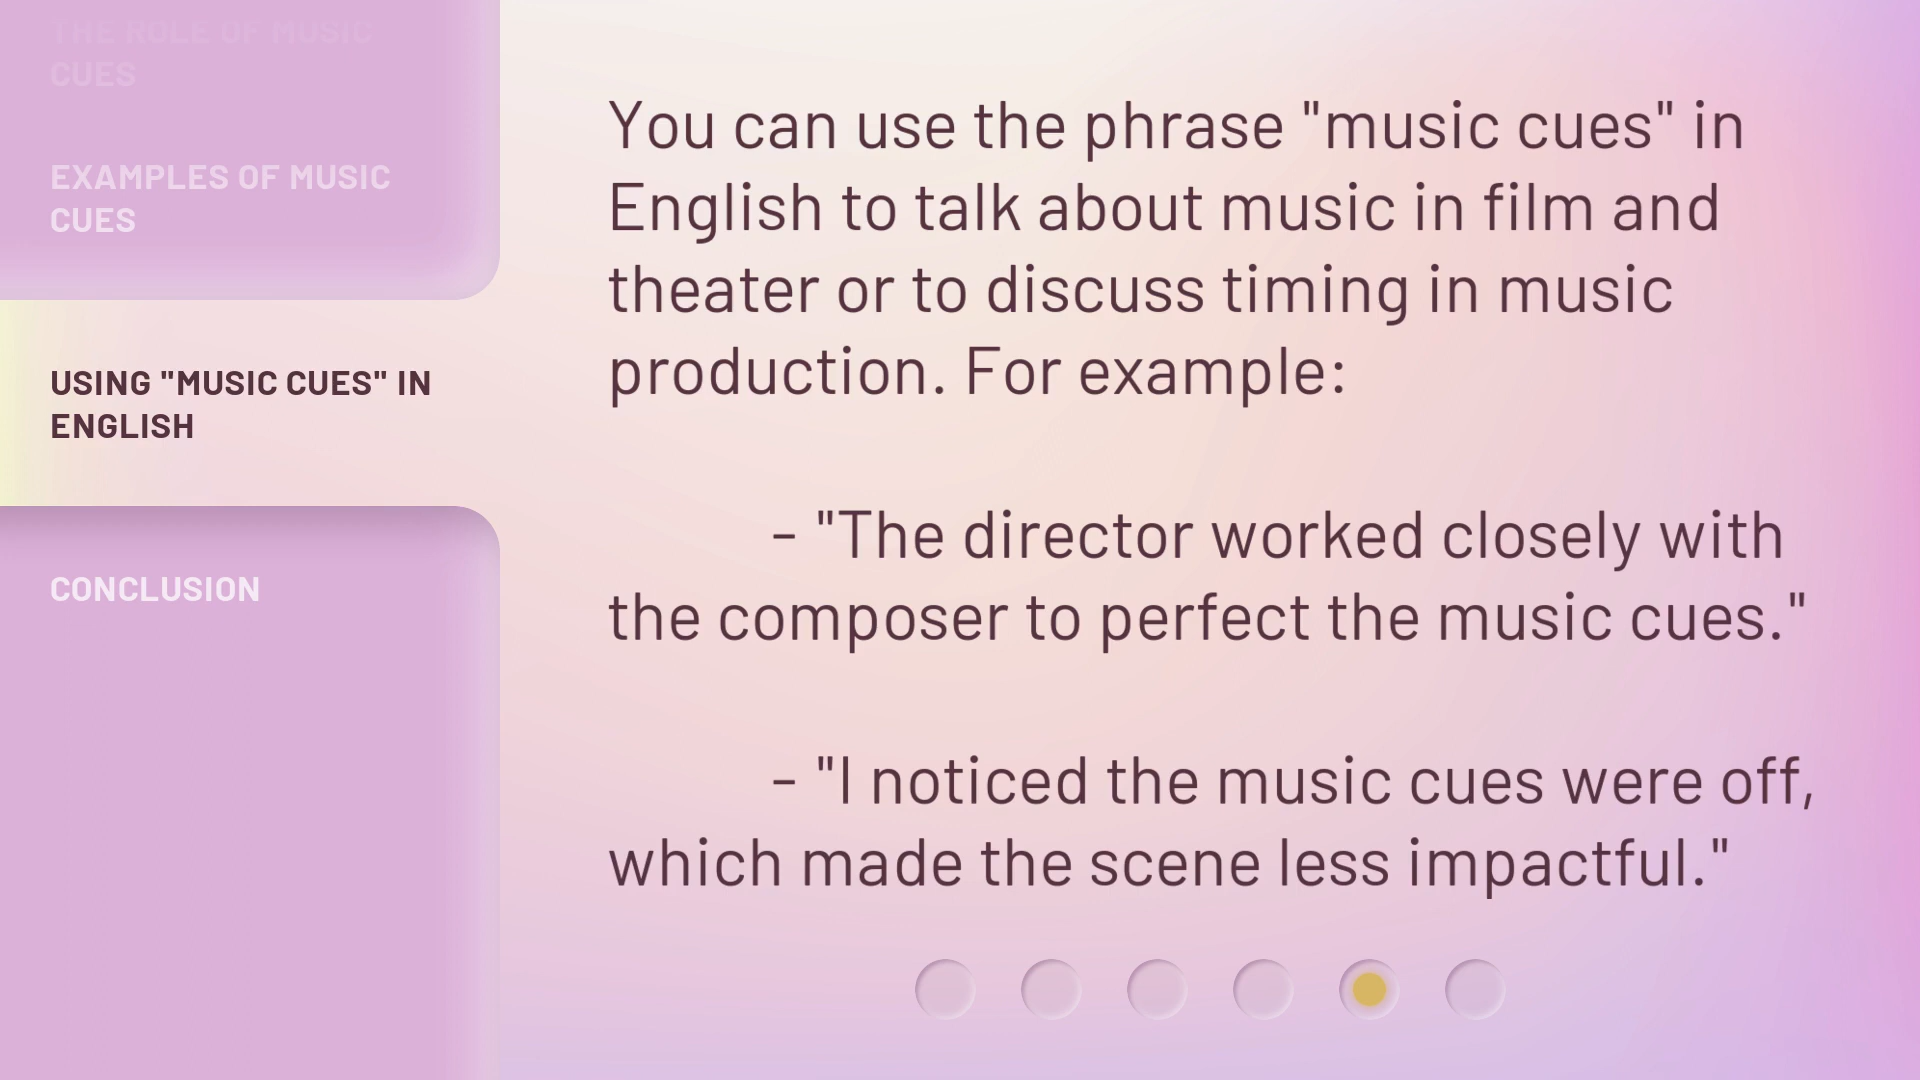 THE ROLE OF MUSIC
CUES
EXAMPLES OF MUSIC
CUES
USING "MUSIC CUES" IN
ENGLISH
CONCLUSION
You can use the phrase "music cues" in
English to talk about music in film and
theater or to discuss timing in music
production. For example:
- "The director worked closely with
the composer to perfect the music cues."
- "I noticed the music cues were off,
which made the scene less impactful."